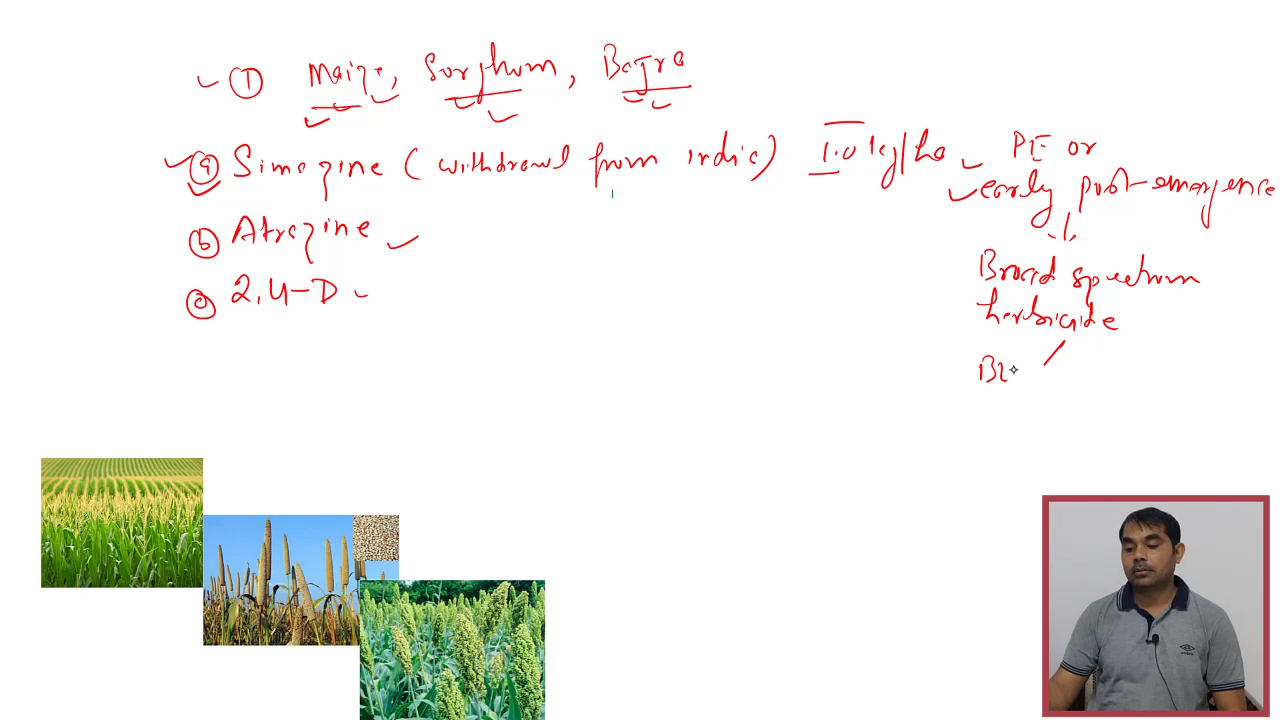 ① Maize, Sorghum, Bajra
ⓐ Simazine (withdrawl from india) 1.0 kg/ha PE or
early post-emergence
ⓑ Atrazine
Broad spectrum
ⓒ 2,4-D
herbicide